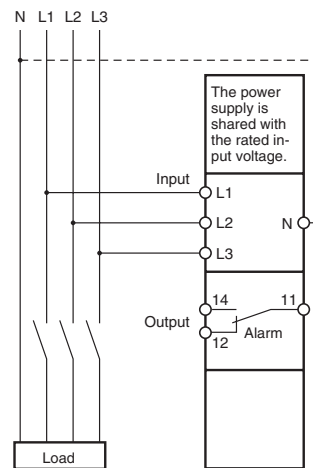 N L1 L2 L3
The power
supply is
shared with
the rated in-
put voltage.
Input
L1
L2
N
L3
14
11
Output
12
Alarm
Load